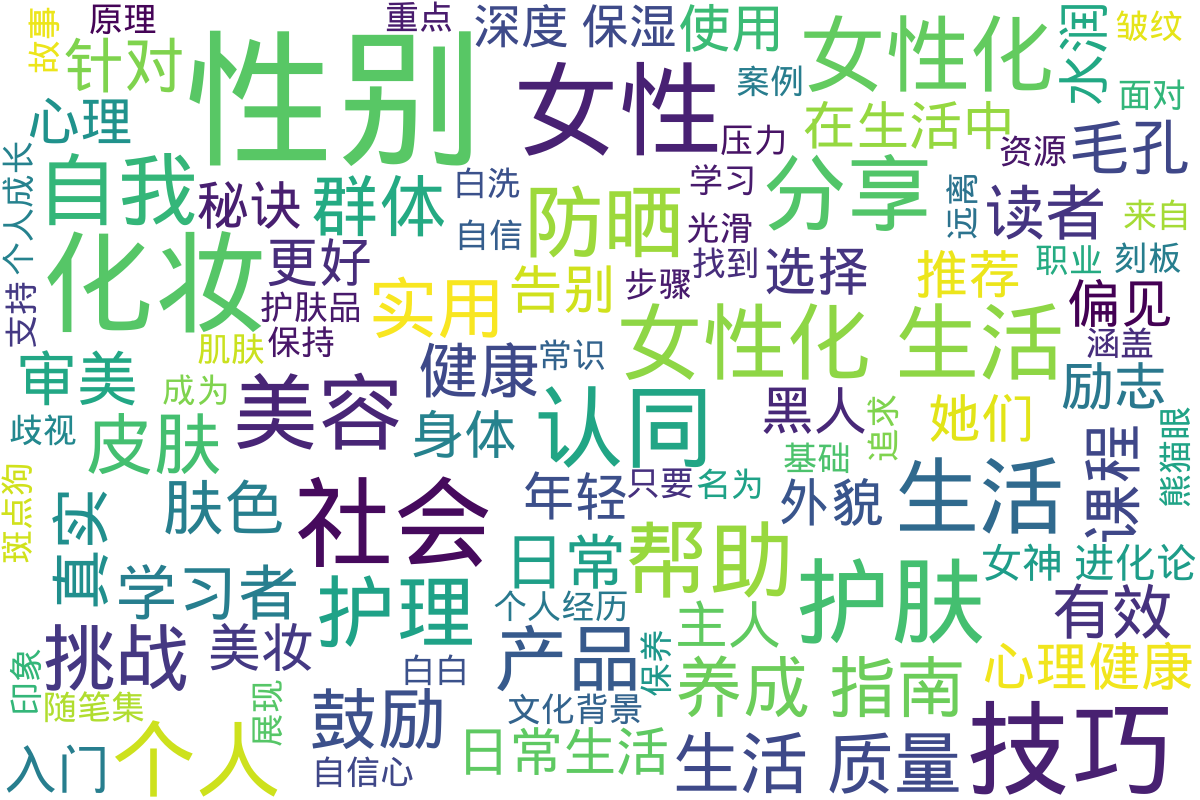 原理
重点
故事
针对
性别
深度
保湿
使用
女性化
水润
皱纹
心理
女性
案例
面对
在生活中
压力
资源
毛孔
个人成长
自我
秘诀
群体
白洗
学习
分享
远离
读者
来自
自信
防晒
光滑
化妆
更好
找到
选择
推荐
职业
刻板
支持
护肤品
实用
告别
步骤
偏见
保持
女性化 生活
涵盖
肌肤
审美
健康
常识
励志
成为
美容
认同
黑人
追求
她们
歧视
皮肤
身体
基础
熊猫眼
斑点狗
真实
肤色
社会
年轻
只要
名为
外貌
生活
课程
学习者
护理
日常
帮助
护肤
女神 进化论
个人经历
有效
挑战
美妆
产品
保养
主人
印象
白白
养成
指南
心理健康
随笔集
展现
鼓励
文化背景
技巧
入门
个人
自信心
日常生活
生活 质量